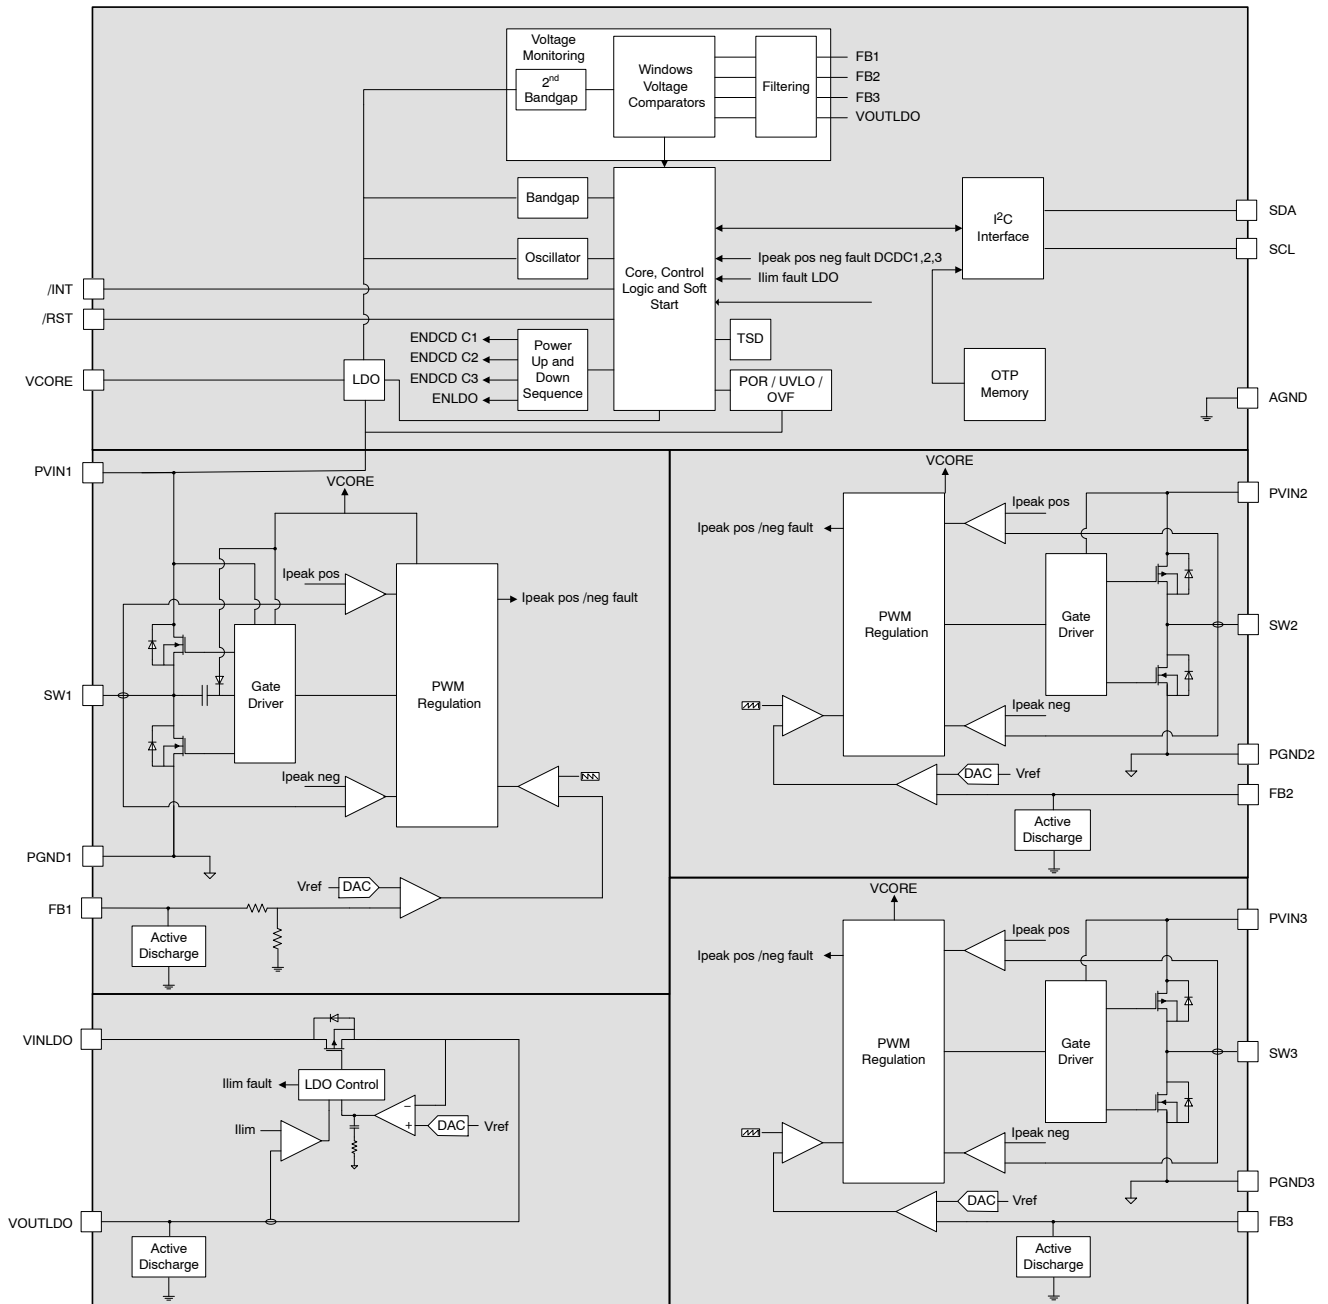 Voltage
Monitoring
2nd
Bandgap
Windows
Voltage
Comparators
Filtering
FB1
FB2
FB3
VOUTLDO
Bandgap
Oscillator
Core, Control
Logic and Soft
Start
I2C
Interface
SDA
SCL
Ipeak pos neg fault DCDC1,2,3
Ilim fault LDO
/INT
/RST
VCORE
LDO
ENDCD C1
ENDCD C2
ENDCD C3
ENLDO
Power
Up and
Down
Sequence
TSD
POR / UVLO /
OVF
OTP
Memory
AGND
PVIN1
VCORE
Ipeak pos
Ipeak pos /neg fault
SW1
Gate
Driver
PWM
Regulation
Ipeak neg
PGND1
Vref
DAC
FB1
Active
Discharge
VCORE
PVIN2
Ipeak pos
Ipeak pos /neg fault
PWM
Regulation
Gate
Driver
SW2
Ipeak neg
PGND2
DAC
Vref
FB2
Active
Discharge
VCORE
PVIN3
Ipeak pos
Ipeak pos /neg fault
PWM
Regulation
Gate
Driver
SW3
Ipeak neg
PGND3
DAC
Vref
FB3
Active
Discharge
VINLDO
Ilim fault
LDO Control
Ilim
−
+
DAC
Vref
VOUTLDO
Active
Discharge